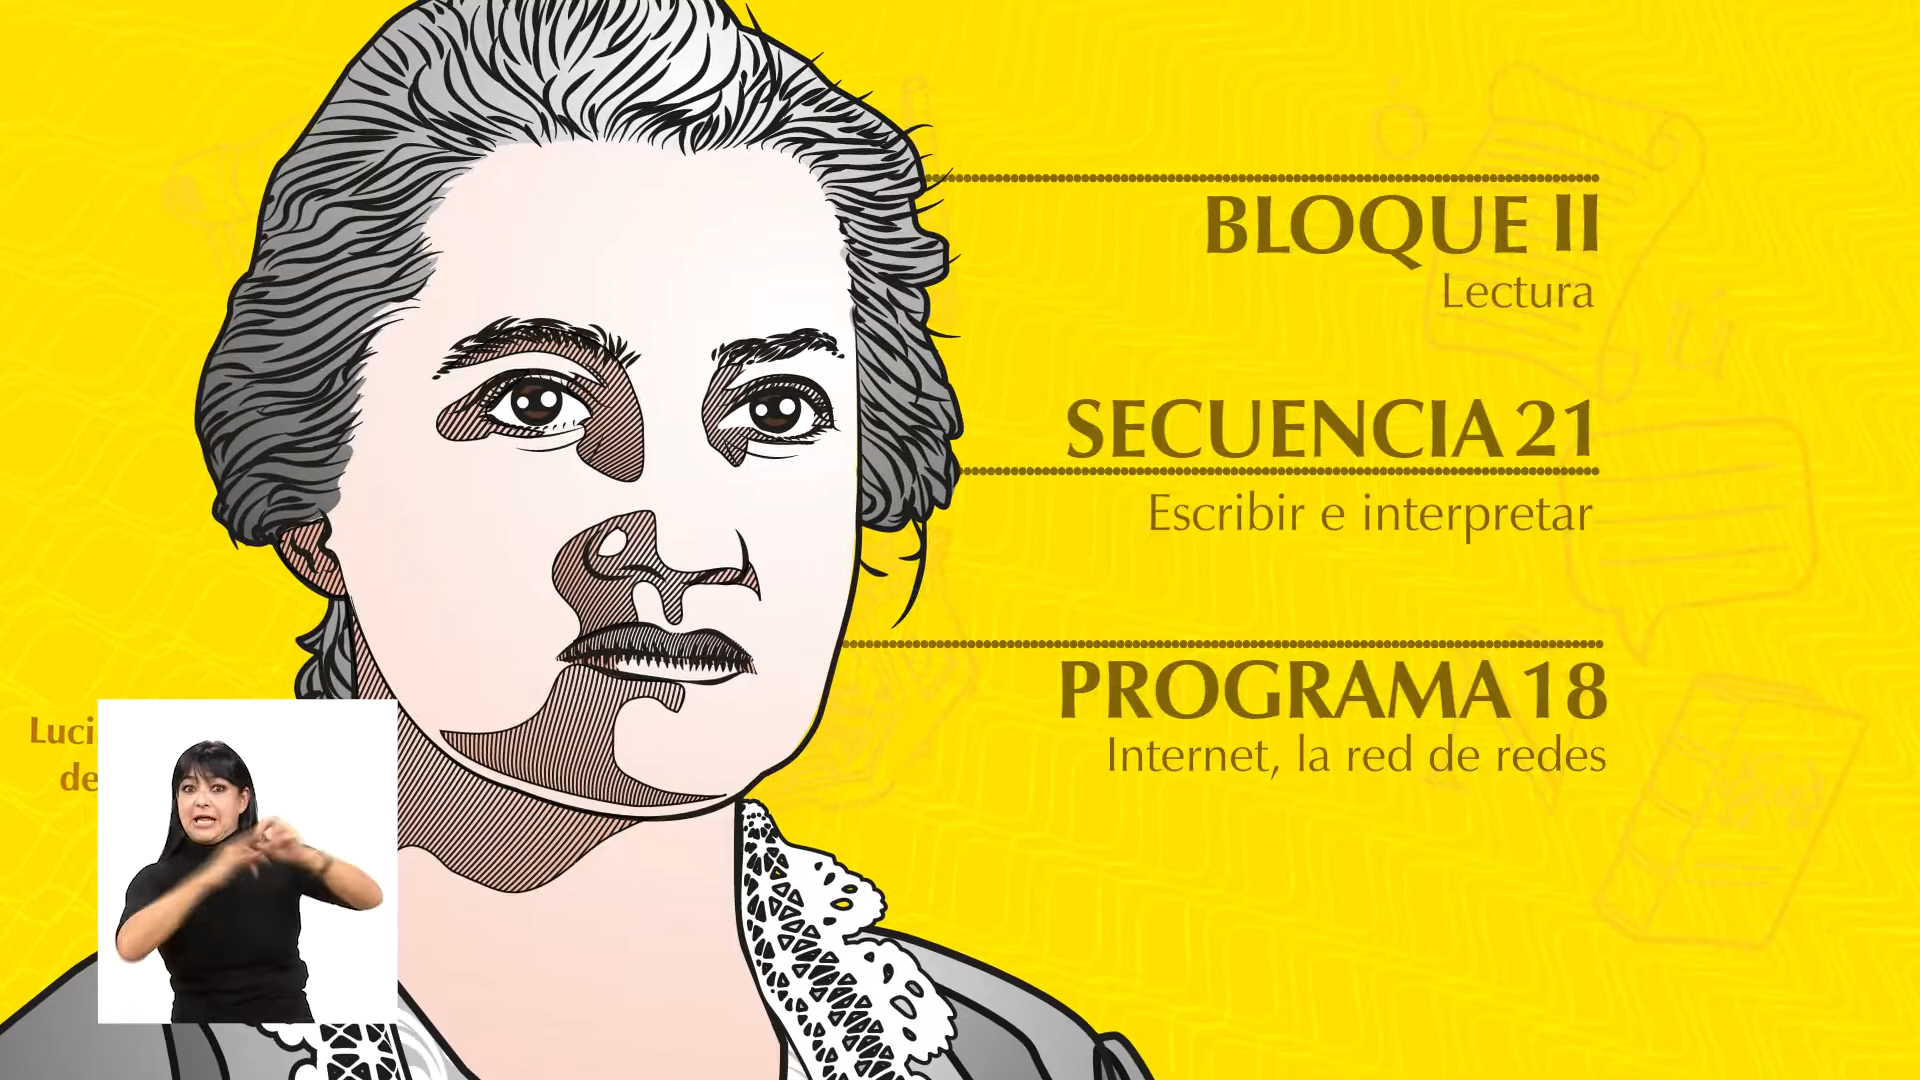 BLOQUE II
Lectura
SECUENCIA 21
Escribir e interpretar
PROGRAMA 18
Internet, la red de redes
Luci
de